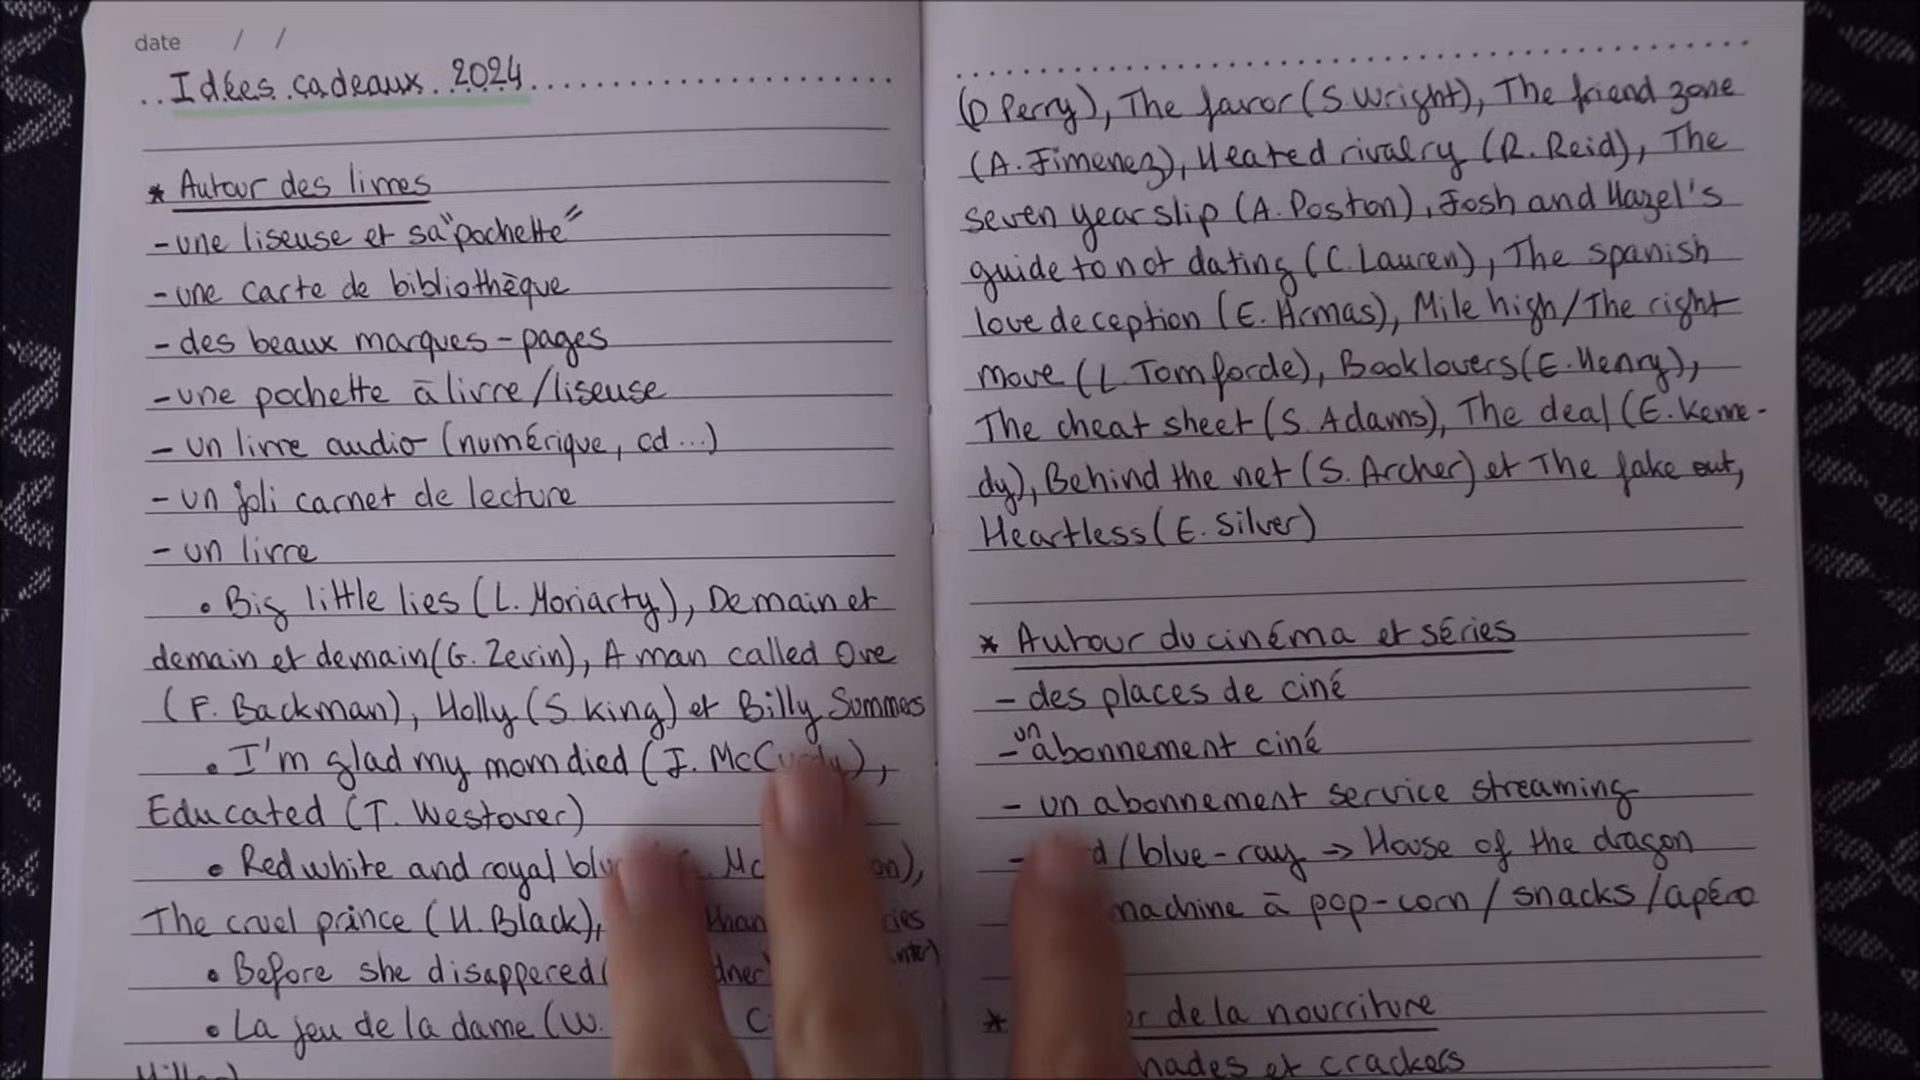 date / /
Idées cadeaux 2024
* Autour des livres
- une liseuse et sa "pochette"
- une carte de bibliothèque
- des beaux marques-pages
- une pochette à livre/liseuse
- un livre audio (numérique, cd...)
- un joli carnet de lecture
- un livre
• Big little lies (L. Moriarty), Demain et
demain et demain (G. Zevin), A man called Ove
(F. Backman), Holly (S. King) et Billy Summers
• I'm glad my mom died (J. McCurdy),
Educated (T. Westover)
• Red white and royal
The cruel prince (H. Black),
• Before she disappered (
• La jeu de la dame (W.
(D Perry), The favor (S. Wright), The friend zone
(A. Jimenez), Heated rivalry (R. Reid), The
seven year slip (A. Poston), Josh and Hazel's
guide to not dating (C. Lauren), The spanish
love deception (E. Armas), Mile high/The right
move (L. Tomforde), Booklovers (E. Henry),
The cheat sheet (S. Adams), The deal (E. Kenne-
dy), Behind the net (S. Archer) et The fake out,
Heartless (E. Silver)
* Autour du cinéma et séries
- des places de ciné
- un abonnement ciné
- un abonnement service streaming
/blue-ray → House of the dragon
machine à pop-corn / snacks / apéro
* de la nourriture
et crackers